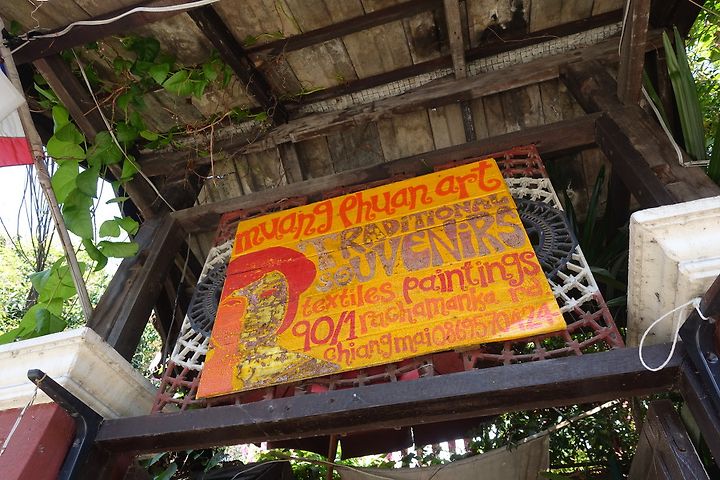 muang phuan art
TRADITIONAL
SOUVENIRS
textiles paintings
90/1 rachamanka rd
chiangmai